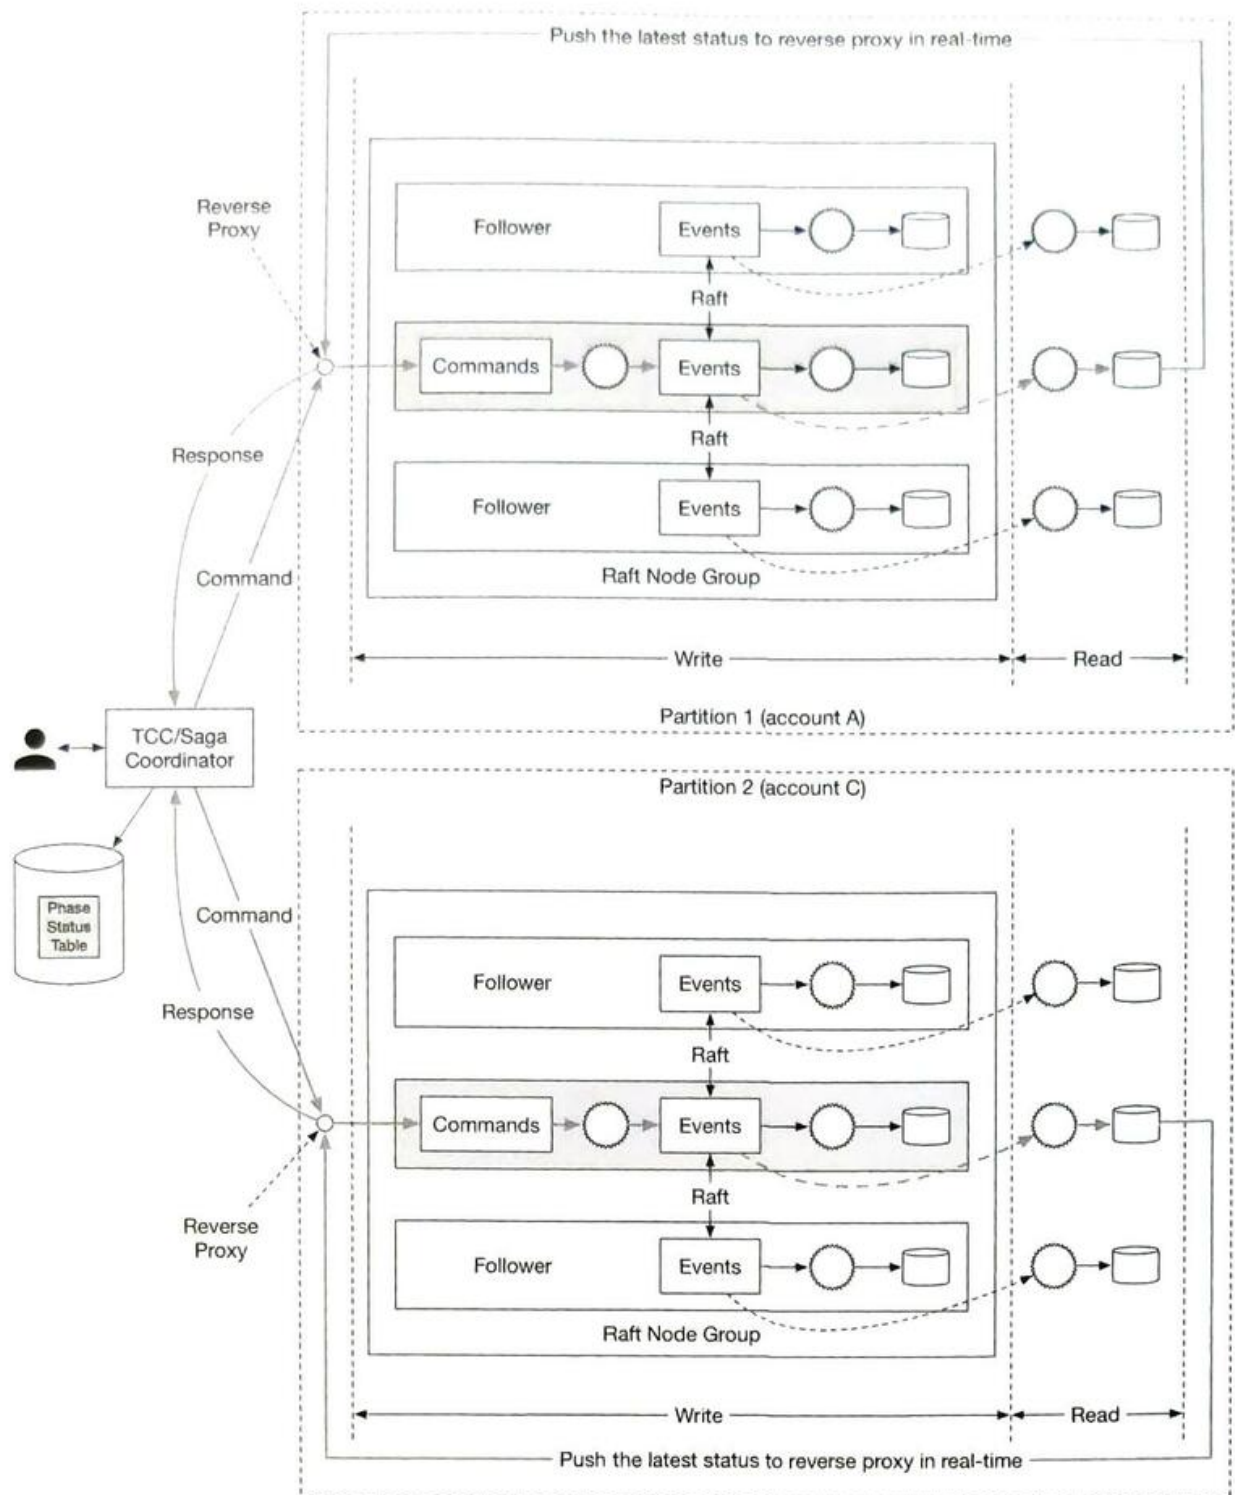 Push the latest status to reverse proxy in real-time
Reverse
Proxy
Follower
Events
Raft
Commands
Events
Raft
Response
Follower
Events
Command
Raft Node Group
Write
Read
Partition 1 (account A)
TCC/Saga
Coordinator
Partition 2 (account C)
Phase
Status
Table
Command
Follower
Events
Response
Raft
Commands
Events
Raft
Reverse
Proxy
Follower
Events
Raft Node Group
Write
Read
Push the latest status to reverse proxy in real-time